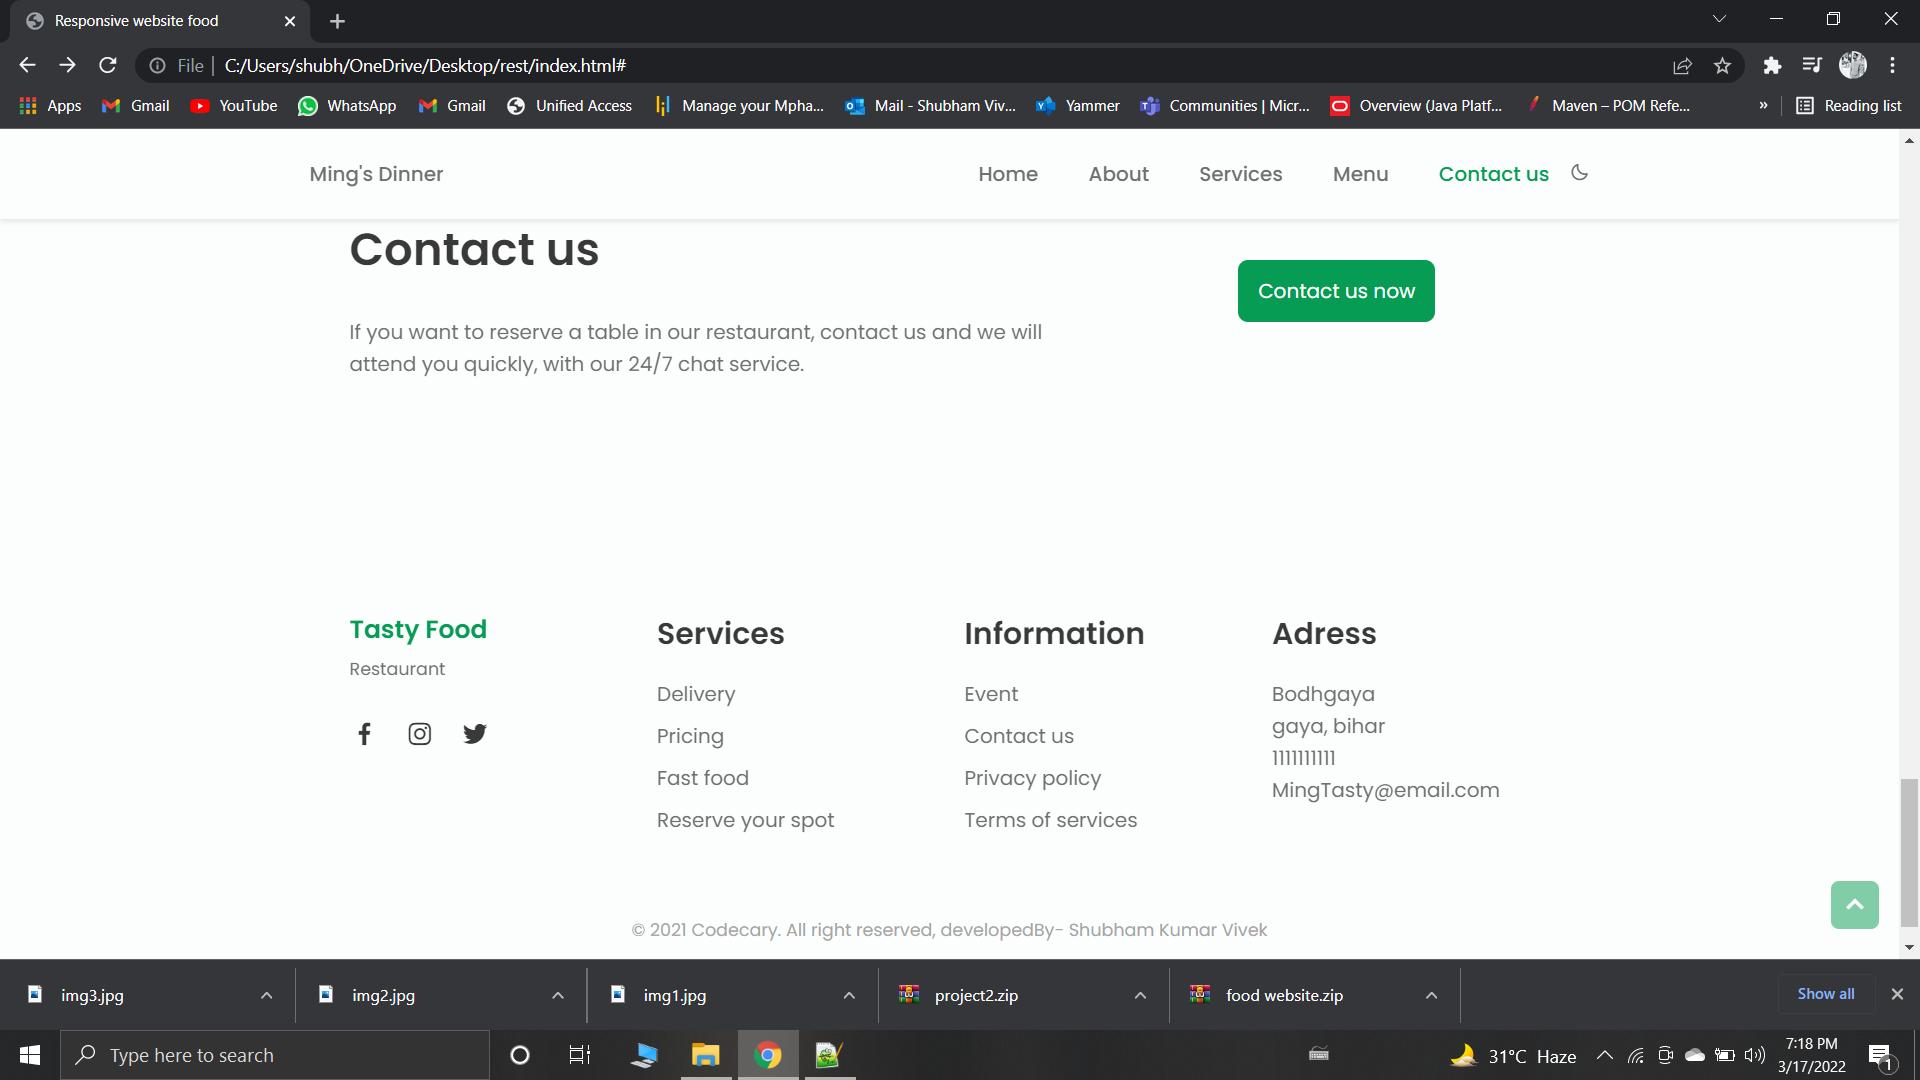 Responsive website food
File
C:/Users/shubh/OneDrive/Desktop/rest/index.html#
Apps
Gmail
YouTube
WhatsApp
Gmail
Unified Access
Manage your Mpha...
Mail - Shubham Viv...
Yammer
Communities | Micr...
Overview (Java Platf...
Maven – POM Refe...
»
Reading list
Ming's Dinner
Home
About
Services
Menu
Contact us
Contact us
Contact us now
If you want to reserve a table in our restaurant, contact us and we will
attend you quickly, with our 24/7 chat service.
Tasty Food
Restaurant
Services
Delivery
Pricing
Fast food
Reserve your spot
Information
Event
Contact us
Privacy policy
Terms of services
Adress
Bodhgaya
gaya, bihar
1111111111
MingTasty@email.com
© 2021 Codecary. All right reserved, developedBy- Shubham Kumar Vivek
img3.jpg
img2.jpg
img1.jpg
project2.zip
food website.zip
Show all
Type here to search
31°C Haze
7:18 PM
3/17/2022
1